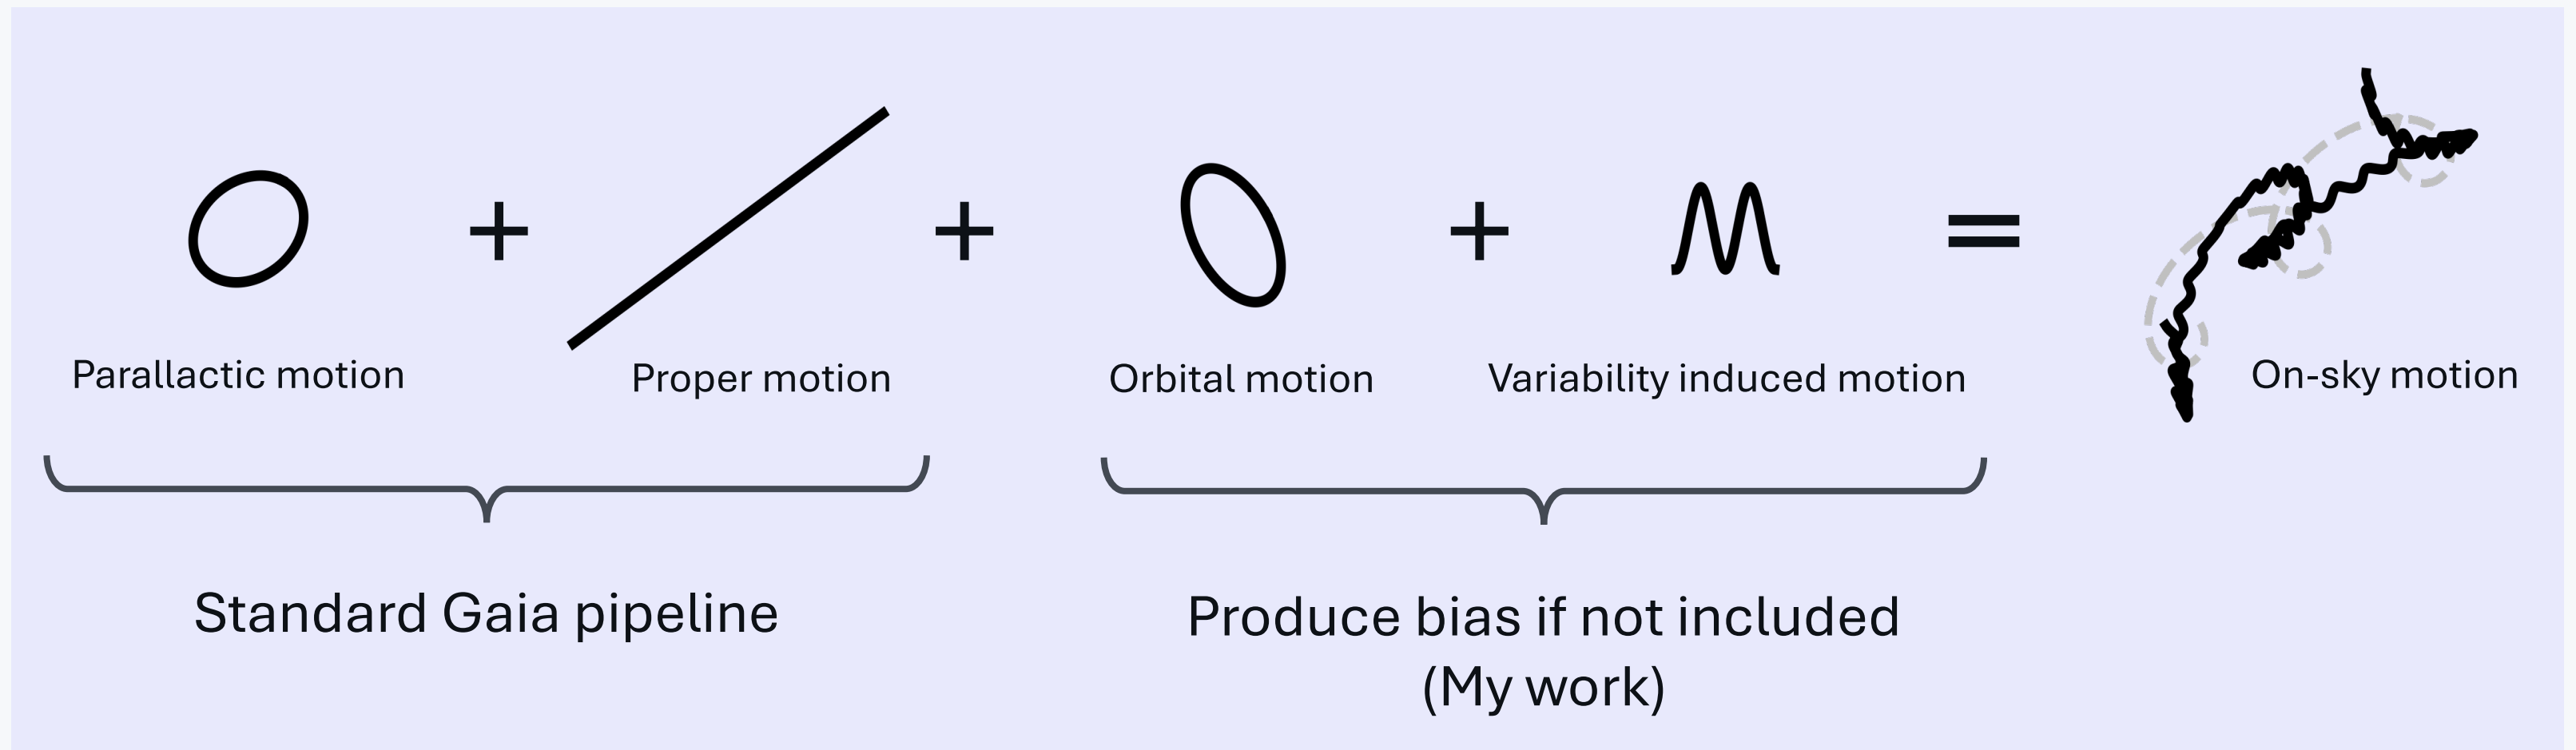 + + + =
Parallactic motion
Proper motion
Orbital motion
Variability induced motion
On-sky motion
Standard Gaia pipeline
Produce bias if not included
(My work)